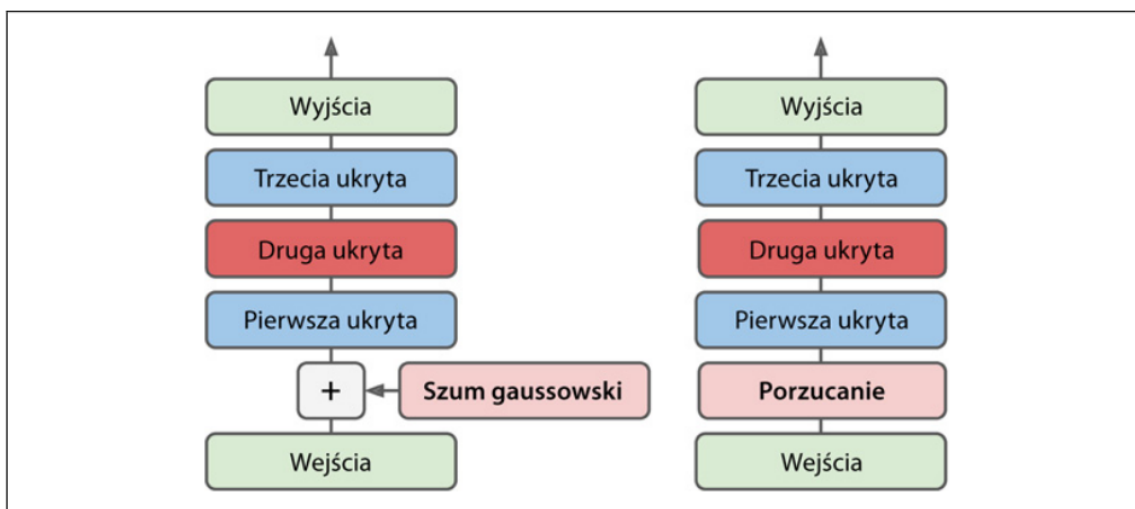 Wyjścia
Trzecia ukryta
Druga ukryta
Pierwsza ukryta
+
Szum gaussowski
Wejścia
Wyjścia
Trzecia ukryta
Druga ukryta
Pierwsza ukryta
Porzucanie
Wejścia